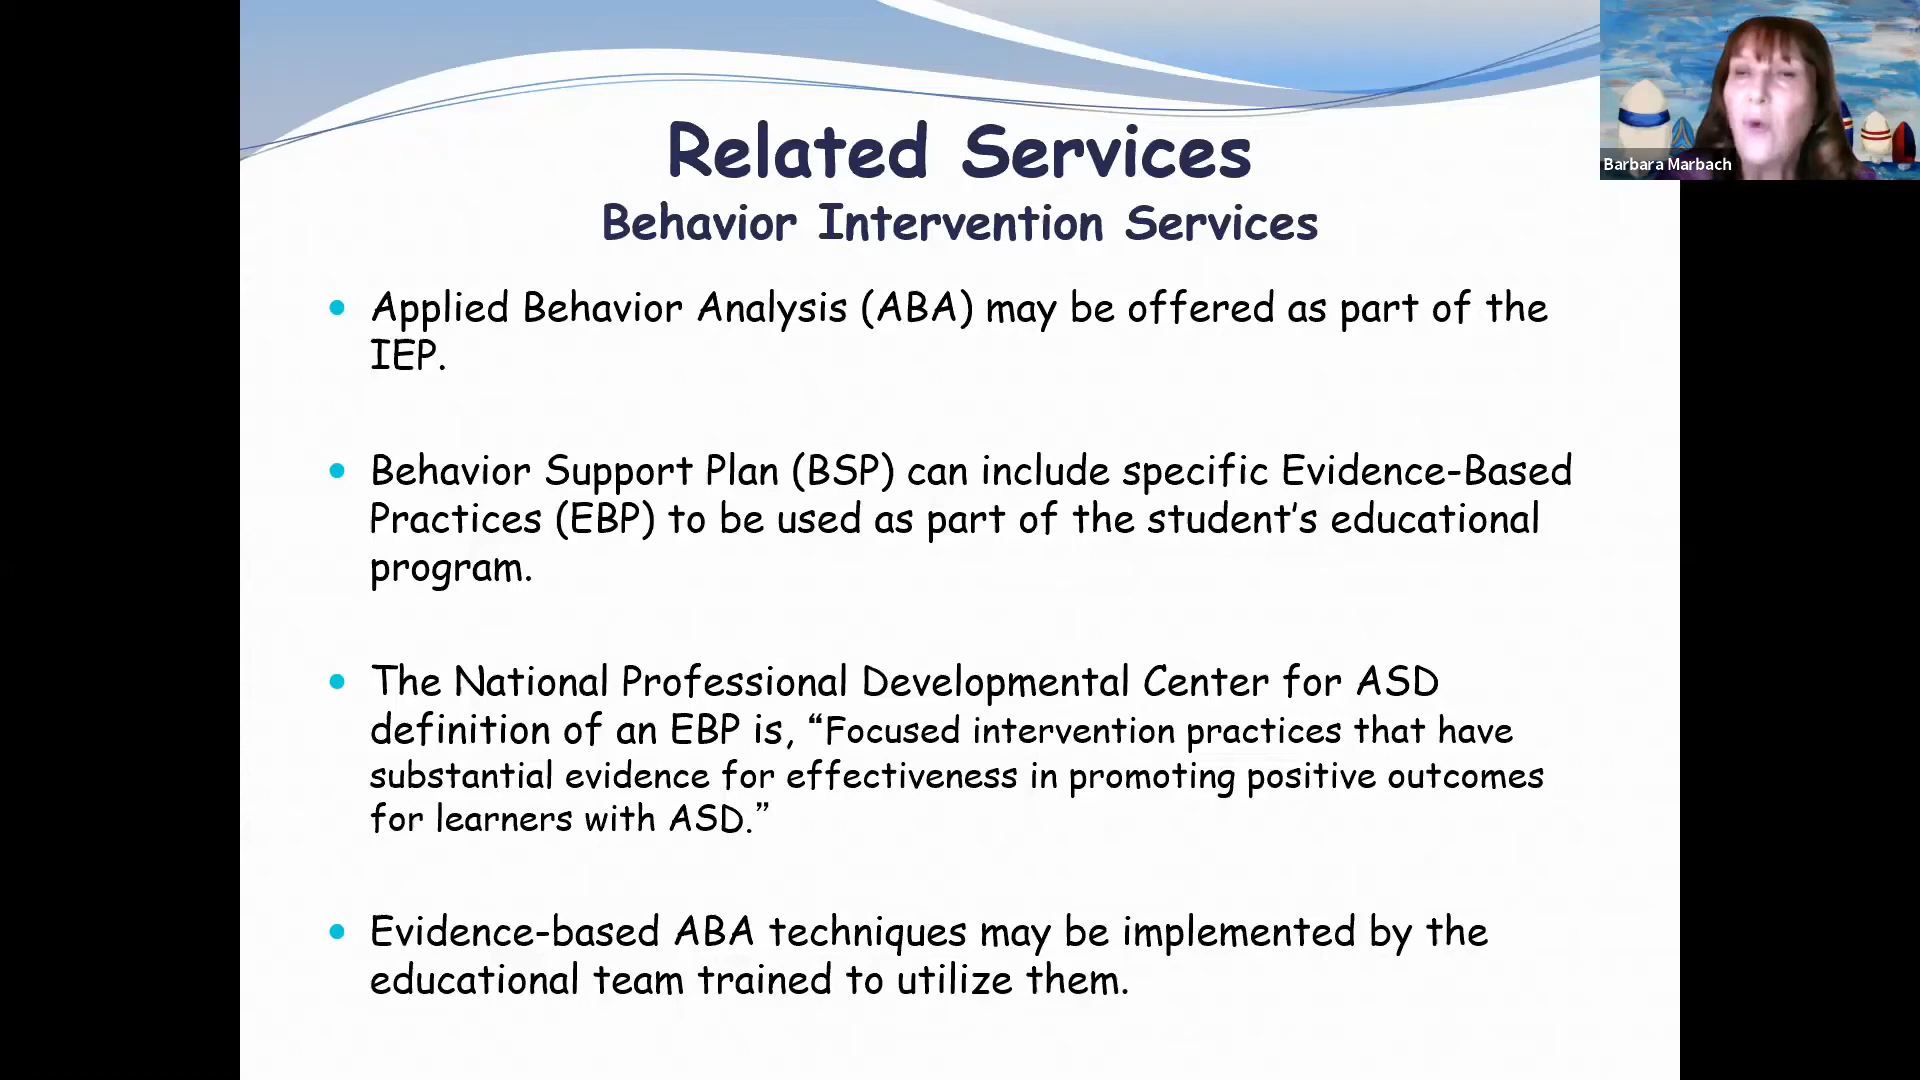 Related Services
Behavior Intervention Services
Barbara Marbach
• Applied Behavior Analysis (ABA) may be offered as part of the
IEP.
• Behavior Support Plan (BSP) can include specific Evidence-Based
Practices (EBP) to be used as part of the student’s educational
program.
• The National Professional Developmental Center for ASD
definition of an EBP is, “Focused intervention practices that have
substantial evidence for effectiveness in promoting positive outcomes
for learners with ASD.”
• Evidence-based ABA techniques may be implemented by the
educational team trained to utilize them.